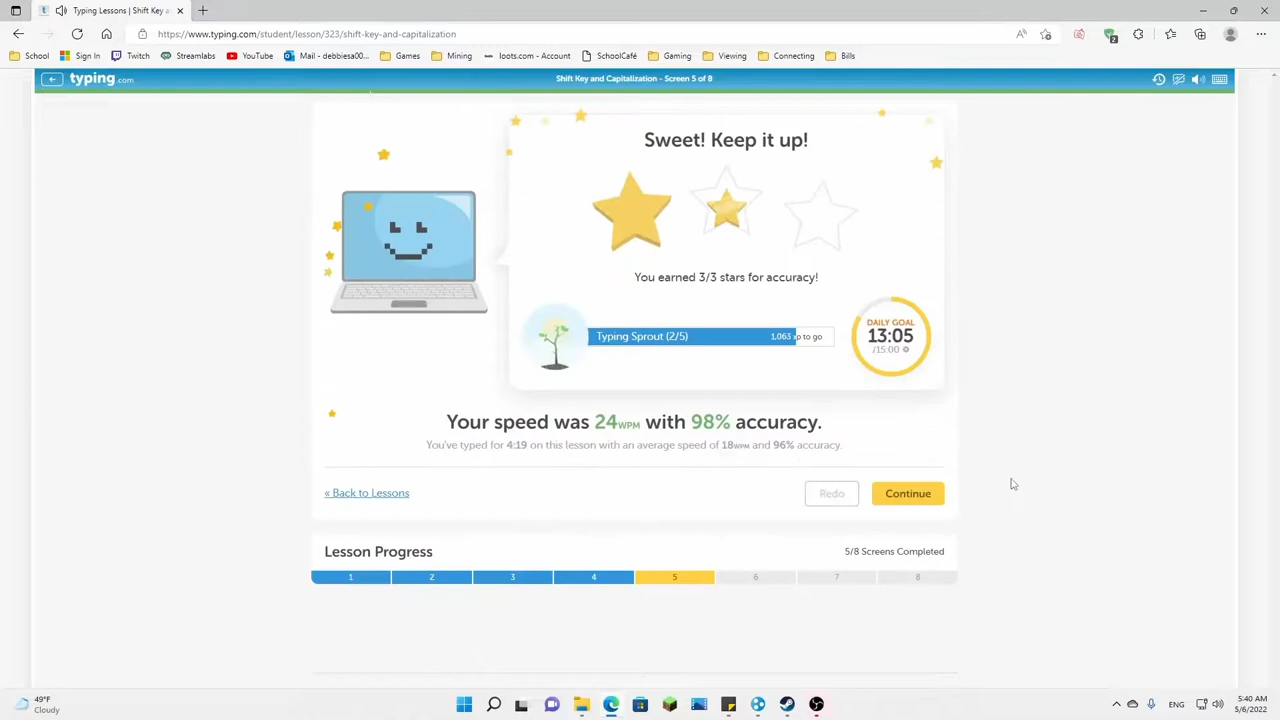 Typing Lessons | Shift Key a
https://www.typing.com/student/lesson/323/shift-key-and-capitalization
School Sign In Twitch Streamlabs YouTube Mail - debbiesa00... Games Mining loots.com - Account SchoolCafé Gaming Viewing Connecting Bills
typing.com
Shift Key and Capitalization - Screen 5 of 8
Sweet! Keep it up!
You earned 3/3 stars for accuracy!
Typing Sprout (2/5) 1,063 xp to go
DAILY GOAL
13:05
/15:00
Your speed was 24WPM with 98% accuracy.
You've typed for 4:19 on this lesson with an average speed of 18WPM and 96% accuracy.
« Back to Lessons
Redo
Continue
Lesson Progress
5/8 Screens Completed
1 2 3 4 5 6 7 8
49°F
Cloudy
ENG
5:40 AM
5/6/2022